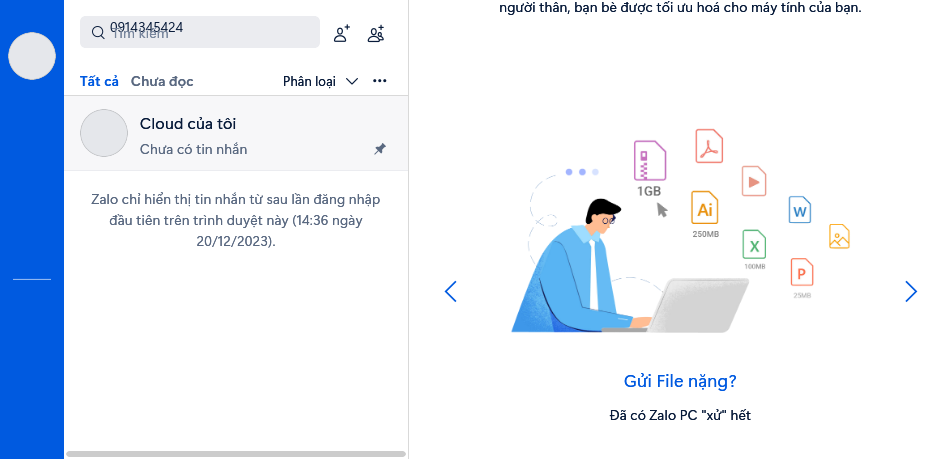 người thân, bạn bè được tối ưu hoá cho máy tính của bạn.
0914345424
Tìm kiếm
Tất cả Chưa đọc Phân loại
Cloud của tôi
Chưa có tin nhắn
Zalo chỉ hiển thị tin nhắn từ sau lần đăng nhập
đầu tiên trên trình duyệt này (14:36 ngày
20/12/2023).
1GB
Ai
250MB
W
X
100MB
P
25MB
Gửi File nặng?
Đã có Zalo PC "xử" hết